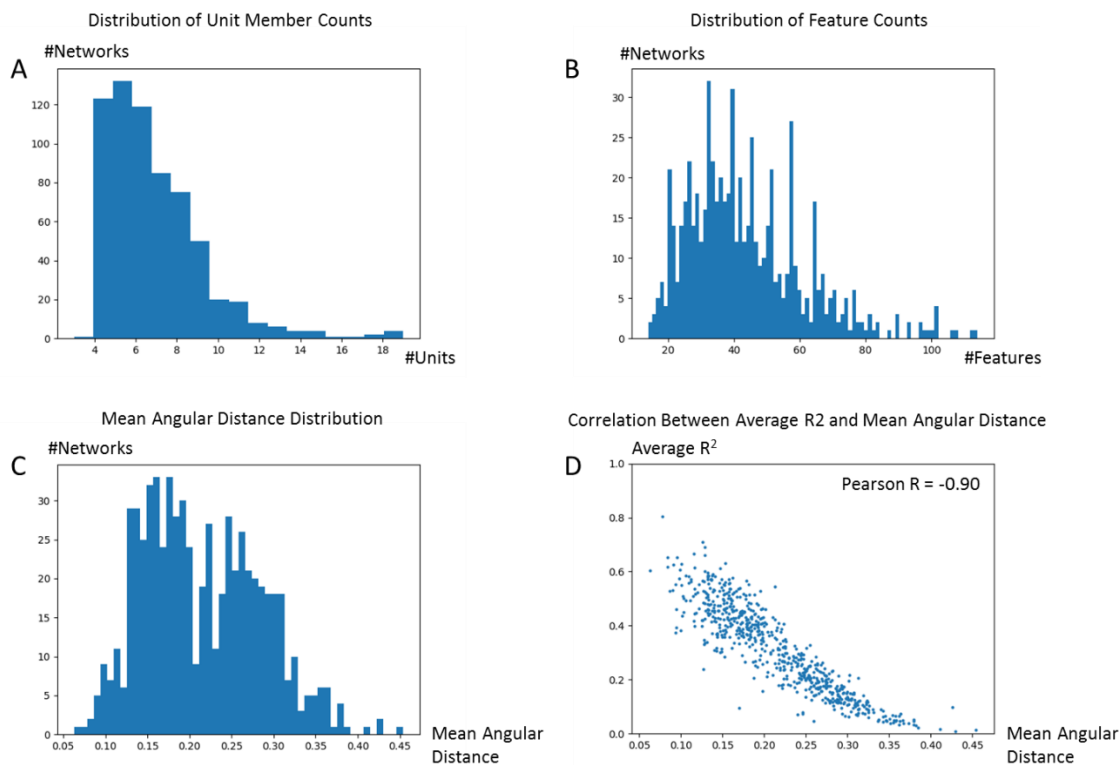 Distribution of Unit Member Counts
#Networks
A
120
100
80
60
40
20
0
4 6 8 10 12 14 16 18
#Units
Distribution of Feature Counts
#Networks
B
30
25
20
15
10
5
0
20 40 60 80 100
#Features
Mean Angular Distance Distribution
#Networks
C
30
25
20
15
10
5
0
0.05 0.10 0.15 0.20 0.25 0.30 0.35 0.40 0.45
Mean Angular
Distance
Correlation Between Average R2 and Mean Angular Distance
Average R²
D
Pearson R = -0.90
1.0
0.8
0.6
0.4
0.2
0.0
0.05 0.10 0.15 0.20 0.25 0.30 0.35 0.40 0.45
Mean Angular
Distance